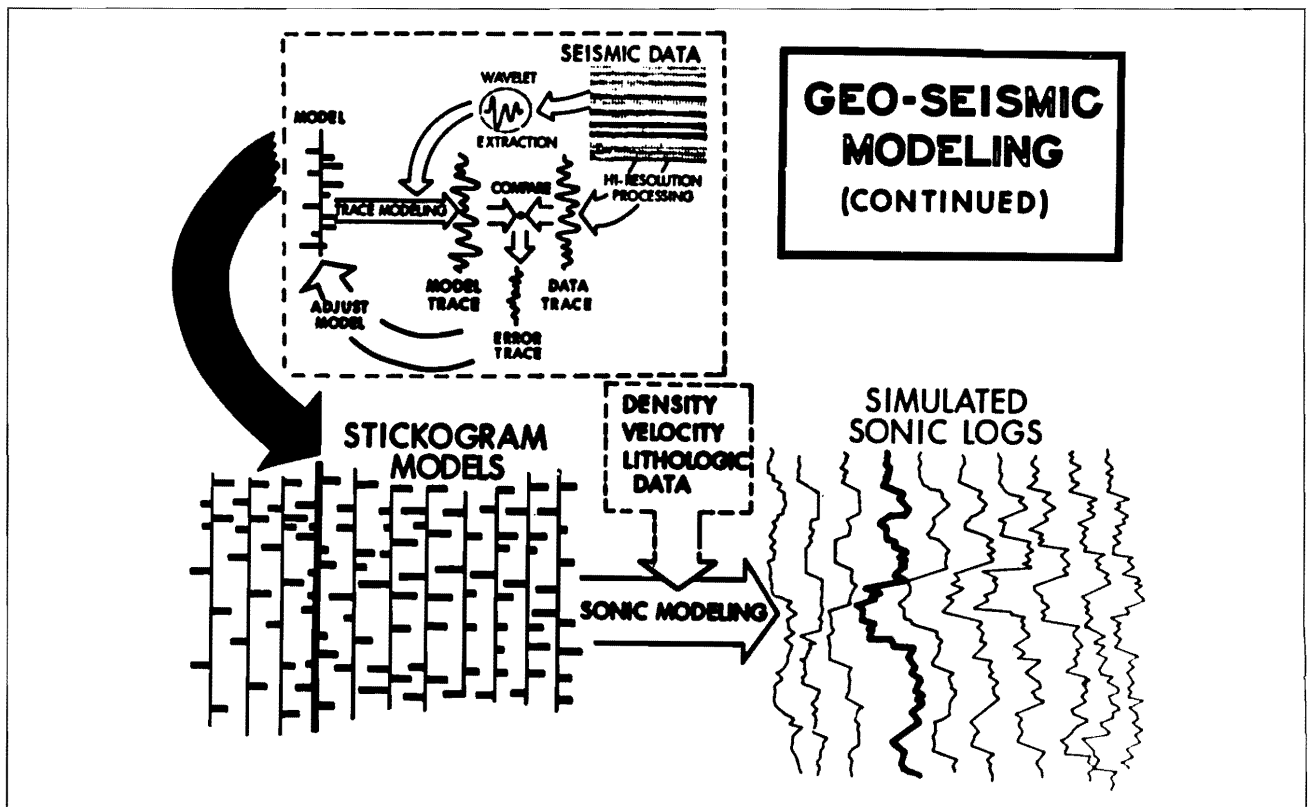 SEISMIC DATA
WAVELET
EXTRACTION
MODEL
HI-RESOLUTION
PROCESSING
COMPARE
TRACE MODELING
MODEL
TRACE
DATA
TRACE
ADJUST
MODEL
ERROR
TRACE
GEO-SEISMIC
MODELING
(CONTINUED)
STICKOGRAM
MODELS
DENSITY
VELOCITY
LITHOLOGIC
DATA
SONIC MODELING
SIMULATED
SONIC LOGS